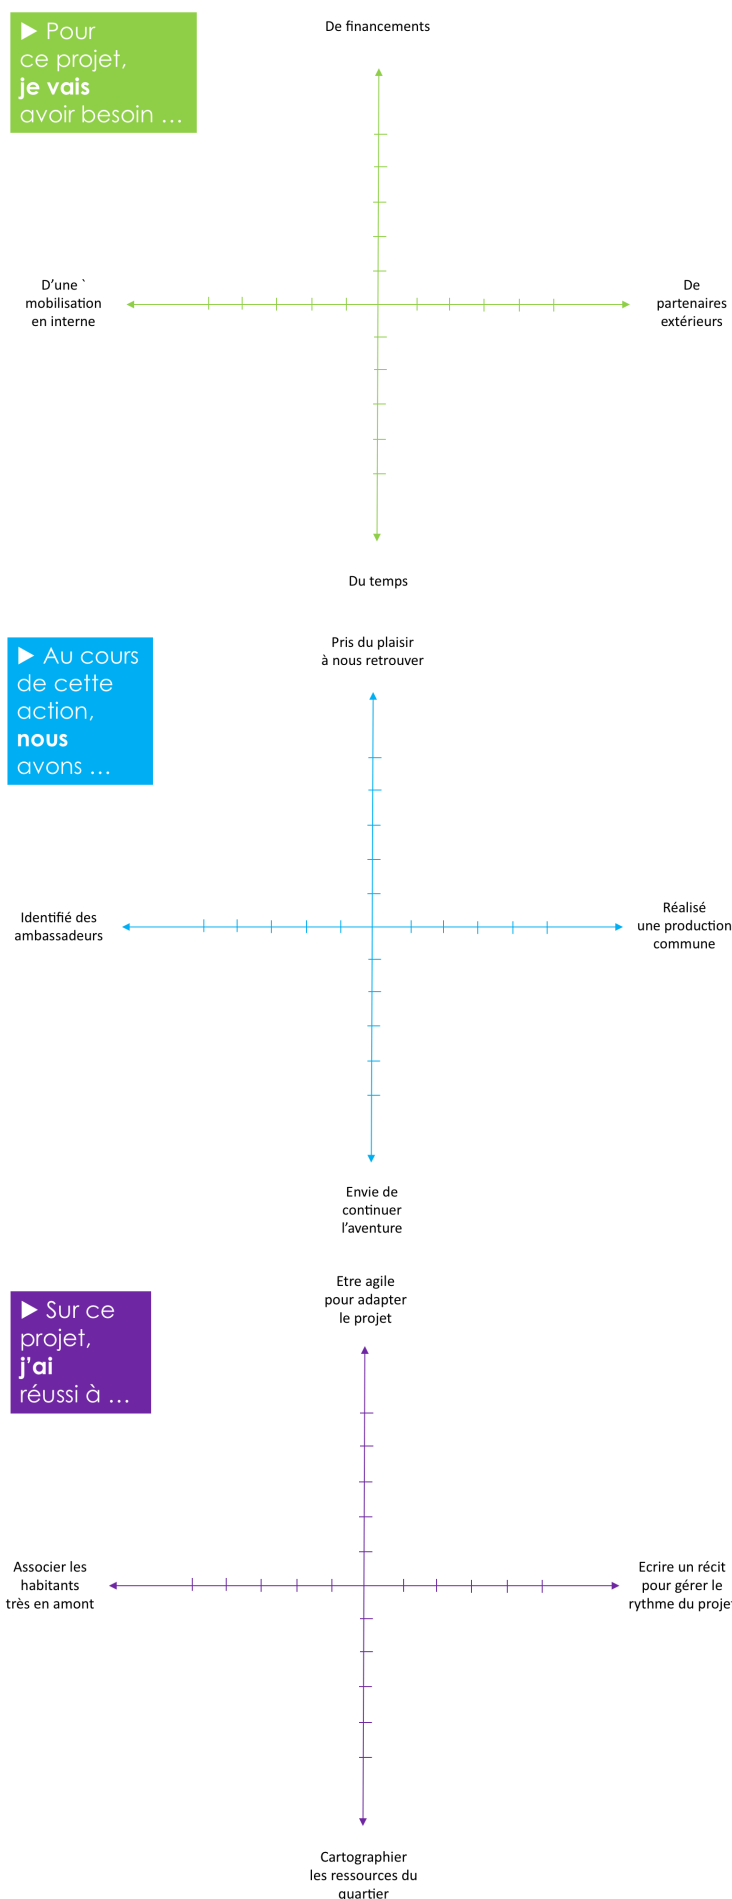 ▶ Pour
ce projet,
je vais
avoir besoin ...
De financements
D’une `
mobilisation
en interne
De
partenaires
extérieurs
Du temps
▶ Au cours
de cette
action,
nous
avons ...
Pris du plaisir
à nous retrouver
Identifié des
ambassadeurs
Réalisé
une production
commune
Envie de
continuer
l’aventure
▶ Sur ce
projet,
j’ai
réussi à ...
Etre agile
pour adapter
le projet
Associer les
habitants
très en amont
Ecrire un récit
pour gérer le
rythme du projet
Cartographier
les ressources du
quartier